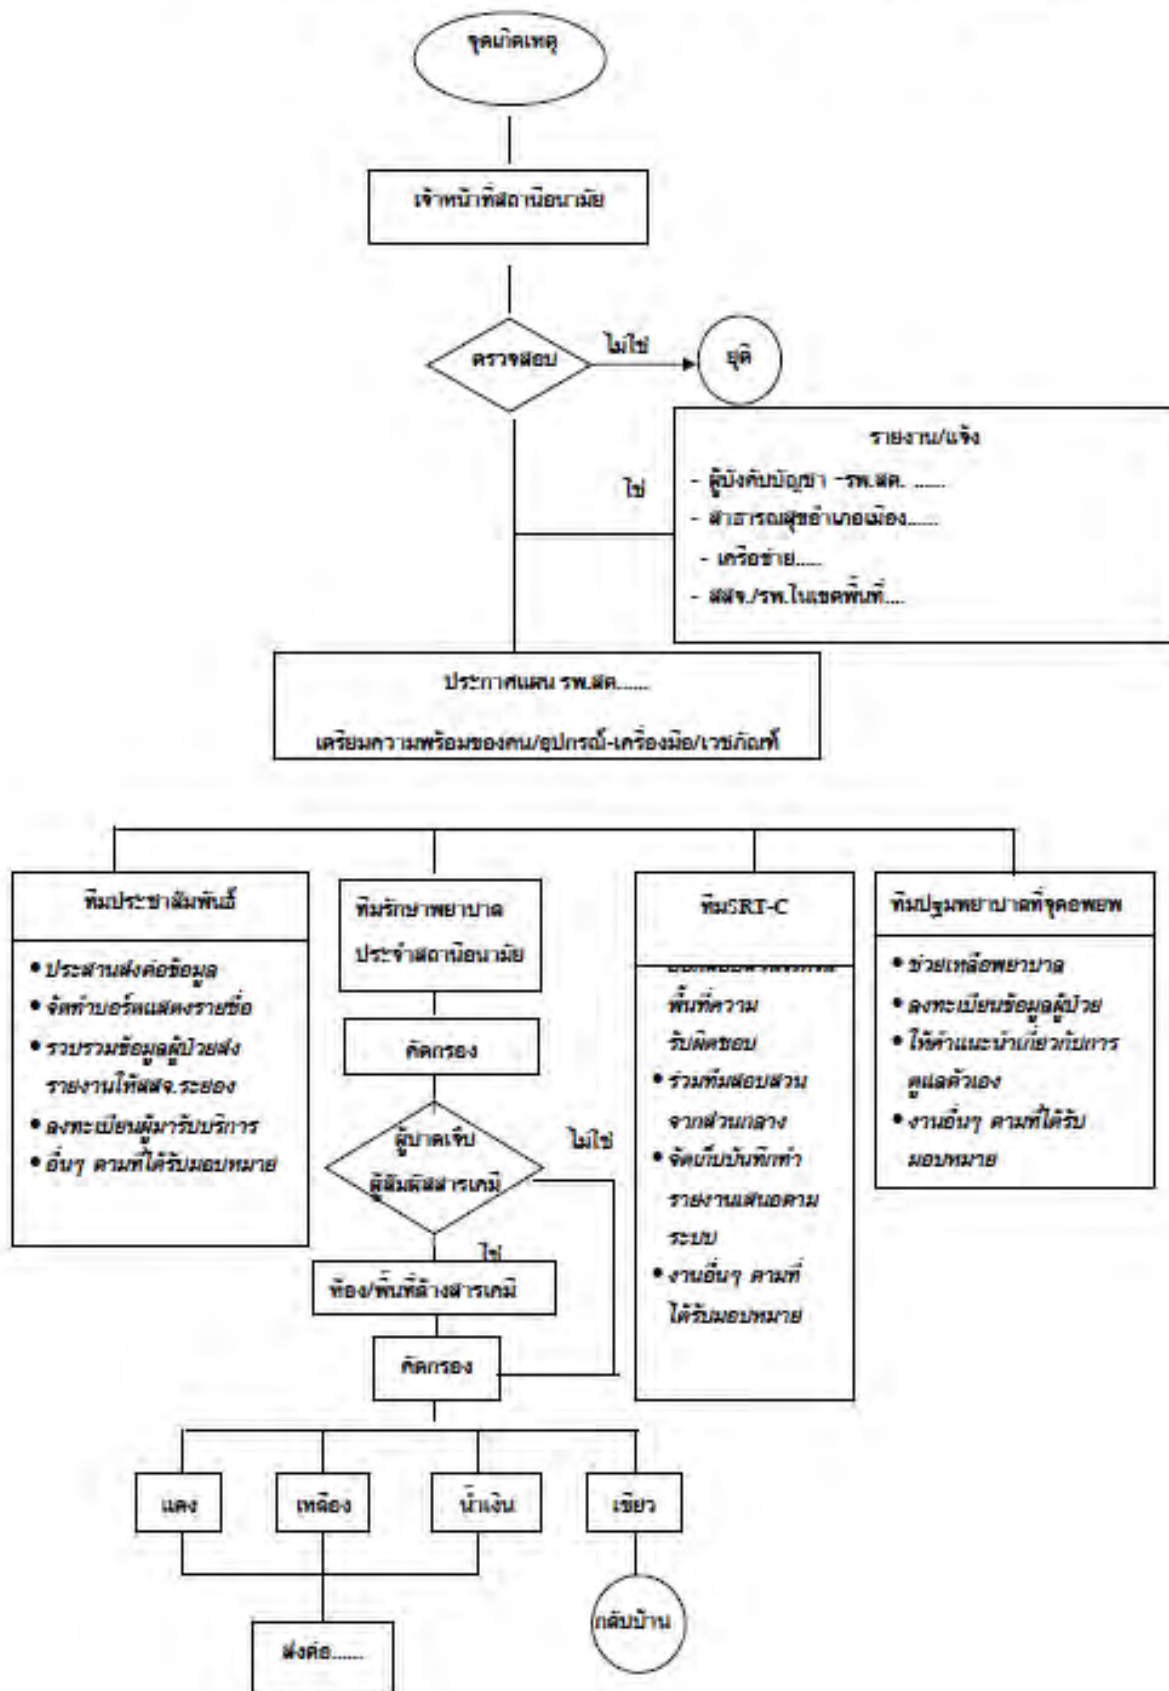 จุดเกิดเหตุ
เจ้าหน้าที่สถานีอนามัย
ตรวจสอบ
ไม่ใช่
ยุติ
รายงาน/แจ้ง
ใช่
- ผู้บังคับบัญชา -รพ.สต. ......
- สาธารณสุขอำเภอเมือง......
- เครือข่าย.....
- สสจ./รพ.ในเขตพื้นที่....
ประกาศแผน รพ.สต......
เตรียมความพร้อมของคน/อุปกรณ์-เครื่องมือ/เวชภัณฑ์
ทีมประชาสัมพันธ์
• ประสานส่งต่อข้อมูล
• จัดทำบอร์ดแสดงรายชื่อ
• รวบรวมข้อมูลผู้ป่วยส่ง
รายงานให้สสจ.ระยอง
• ลงทะเบียนผู้มารับบริการ
• อื่นๆ ตามที่ได้รับมอบหมาย
ทีมรักษาพยาบาล
ประจำสถานีอนามัย
คัดกรอง
ผู้บาดเจ็บ
ผู้สัมผัสสารเคมี
ไม่ใช่
ใช่
ห้อง/พื้นที่ล้างสารเคมี
คัดกรอง
ทีมSRT-C
พื้นที่ความ
รับผิดชอบ
• ร่วมทีมสอบสวน
จากส่วนกลาง
• จัดเก็บบันทึกทำ
รายงานเสนอตาม
ระบบ
• งานอื่นๆ ตามที่
ได้รับมอบหมาย
ทีมปฐมพยาบาลที่จุดอพยพ
• ช่วยเหลือพยาบาล
• ลงทะเบียนข้อมูลผู้ป่วย
• ให้คำแนะนำเกี่ยวกับการ
ดูแลตัวเอง
• งานอื่นๆ ตามที่ได้รับ
มอบหมาย
แดง
เหลือง
น้ำเงิน
เขียว
กลับบ้าน
ส่งต่อ......